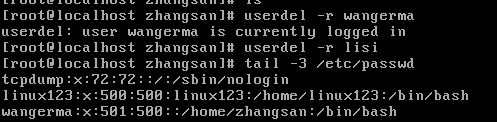 [root@localhost zhangsan]# ls
[root@localhost zhangsan]# userdel -r wangerma
userdel: user wangerma is currently logged in
[root@localhost zhangsan]# userdel -r lisi
[root@localhost zhangsan]# tail -3 /etc/passwd
tcpdump:x:72:72::/:/sbin/nologin
linux123:x:500:500:linux123:/home/linux123:/bin/bash
wangerma:x:501:500::/home/zhangsan:/bin/bash